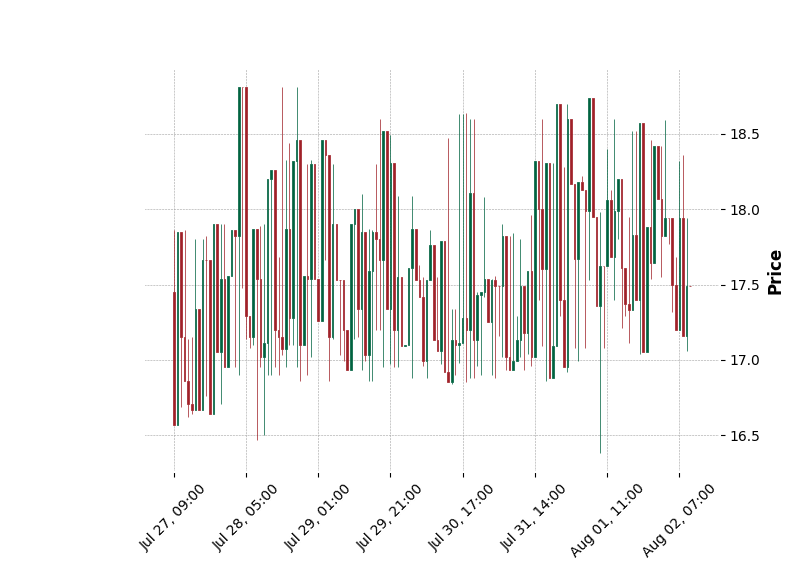 18.5
18.0
17.5
17.0
16.5
Price
Jul 27, 09:00
Jul 28, 05:00
Jul 29, 01:00
Jul 29, 21:00
Jul 30, 17:00
Jul 31, 14:00
Aug 01, 11:00
Aug 02, 07:00